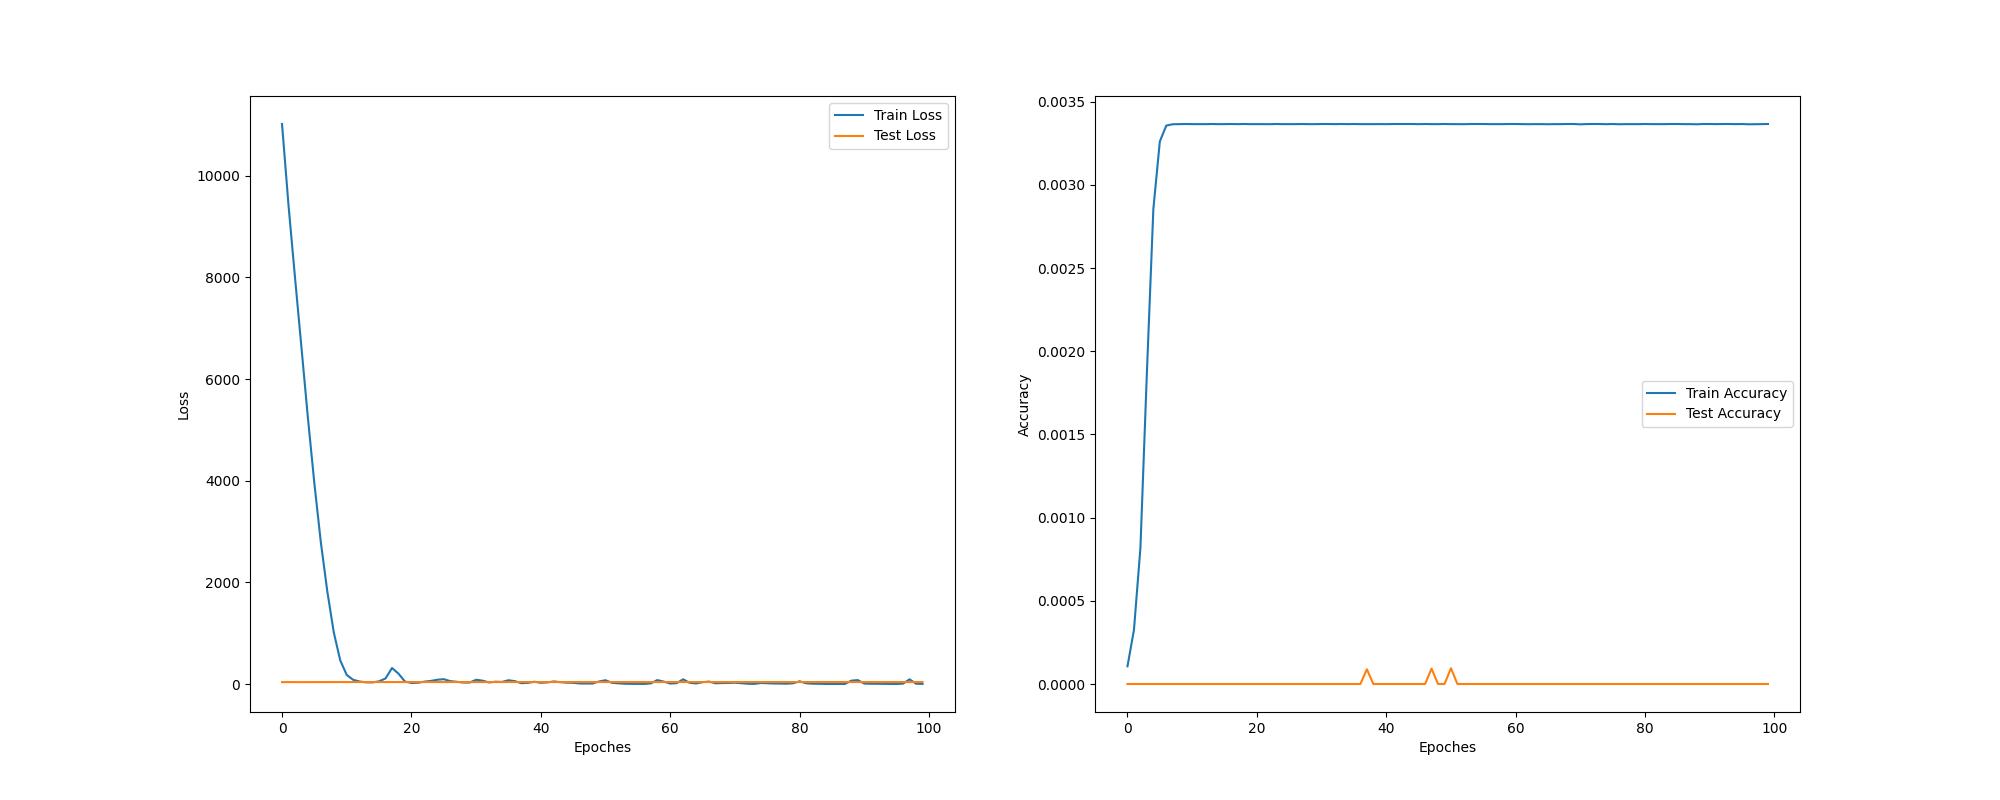 Train Loss
Test Loss
10000
8000
6000
4000
2000
0
Loss
0 20 40 60 80 100
Epoches
0.0035
0.0030
0.0025
0.0020
0.0015
0.0010
0.0005
0.0000
Accuracy
Train Accuracy
Test Accuracy
0 20 40 60 80 100
Epoches